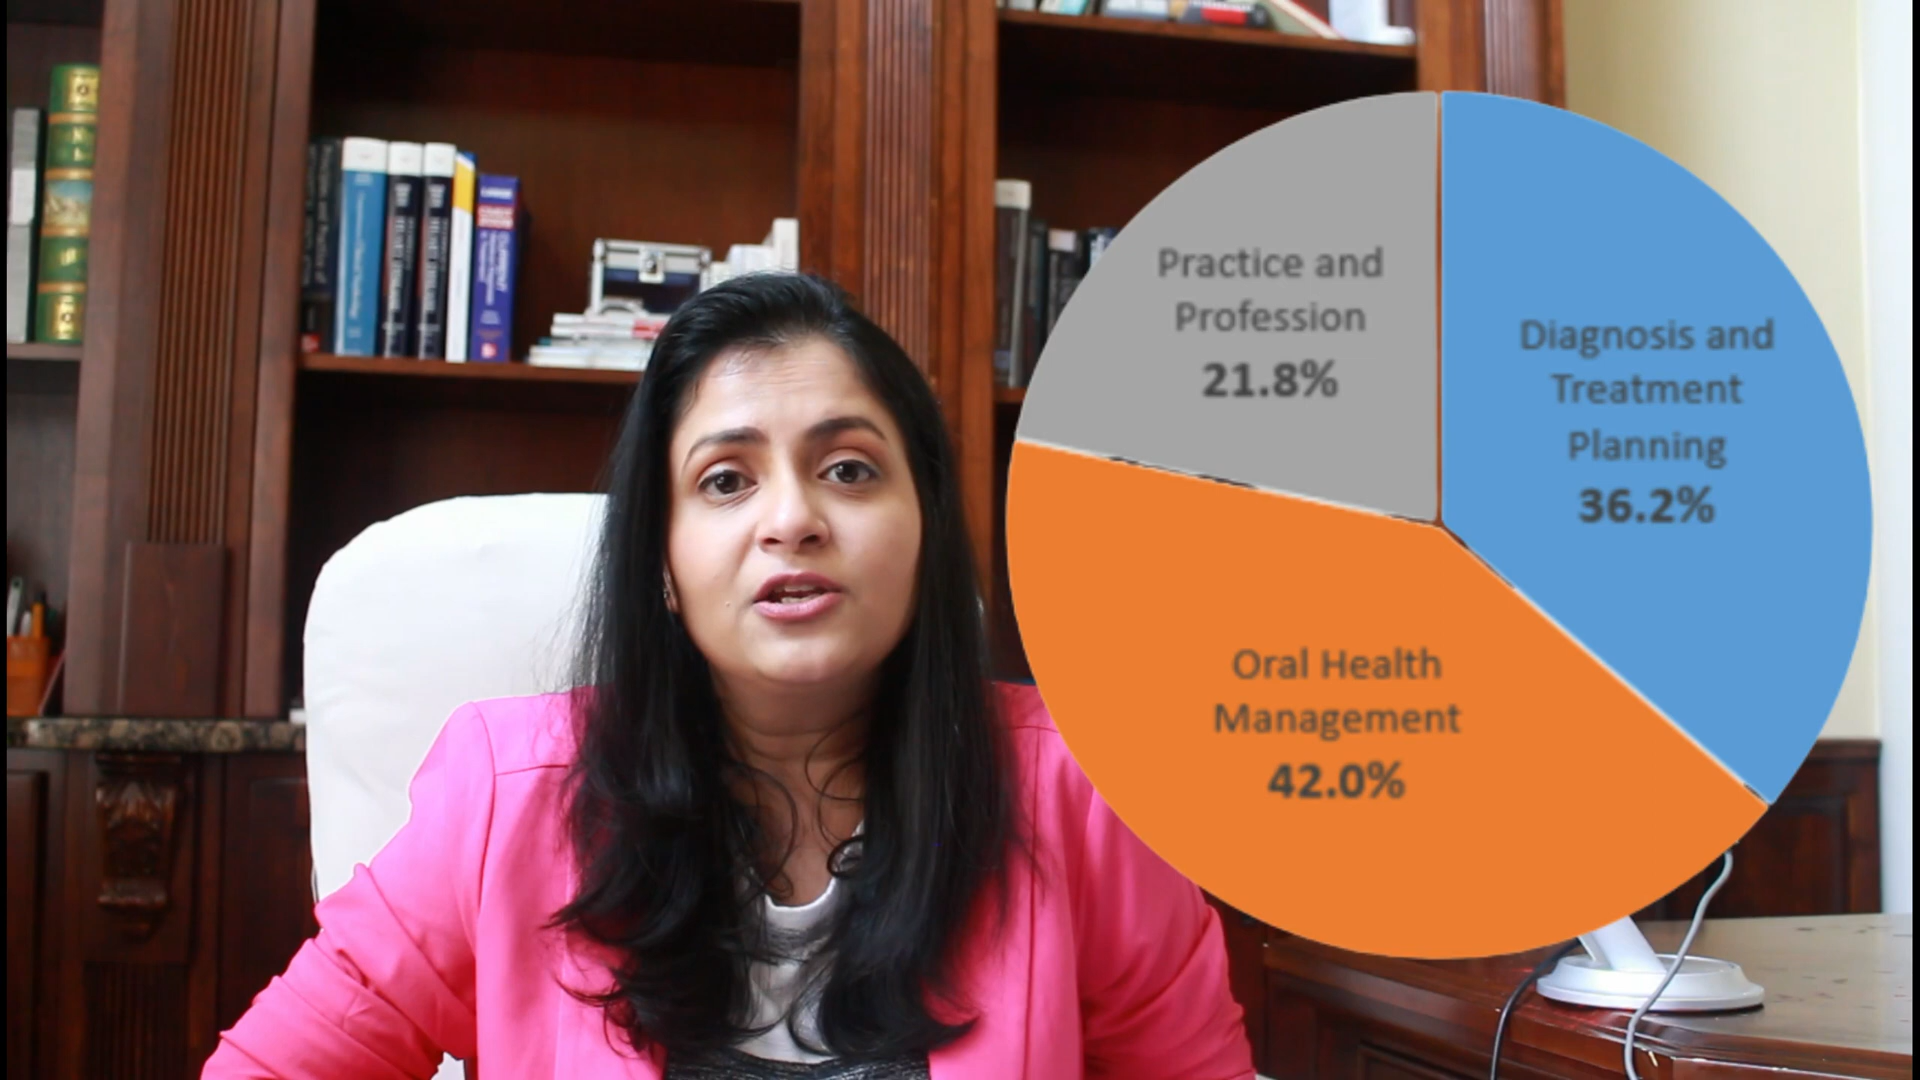 Practice and
Profession
21.8%
Diagnosis and
Treatment
Planning
36.2%
Oral Health
Management
42.0%